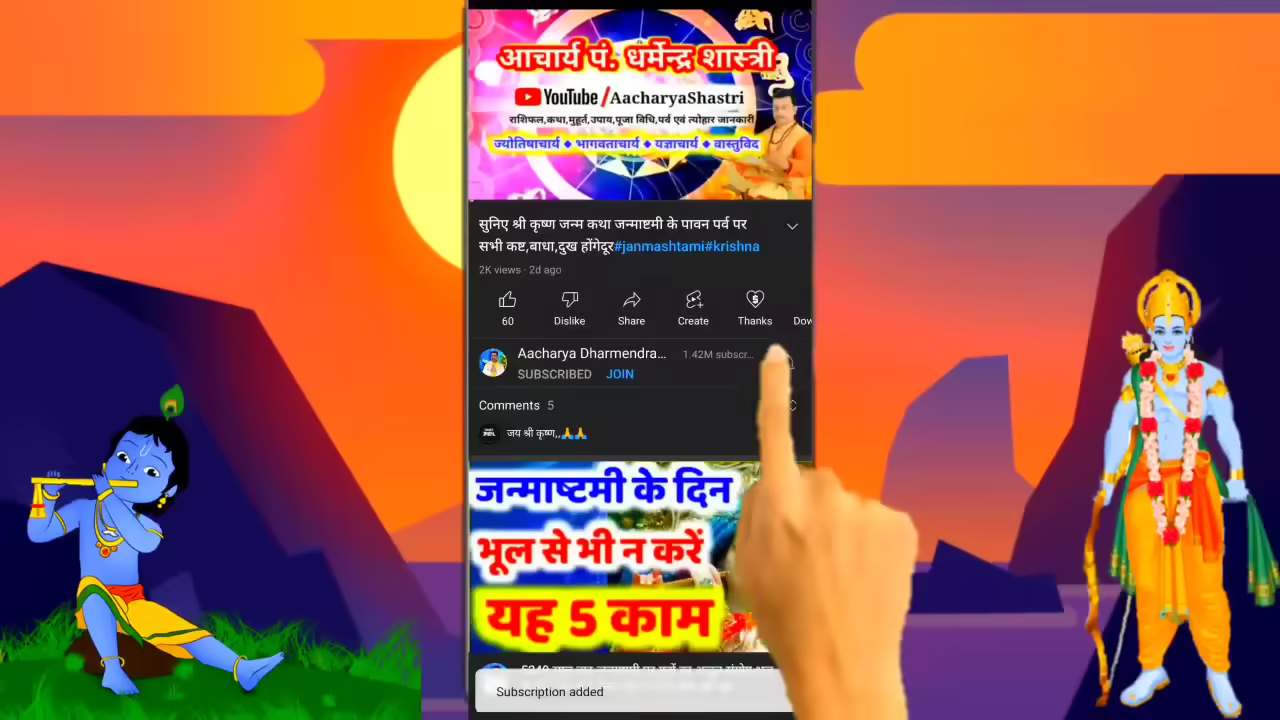 आचार्य पं. धर्मेन्द्र शास्त्री
YouTube /AacharyaShastri
राशिफल,कथा,मुहूर्त,उपाय,पूजा विधि,पर्व एवं त्योहार जानकारी
ज्योतिषाचार्य ◆ भागवताचार्य ◆ यज्ञाचार्य ◆ वास्तुविद
सुनिए श्री कृष्ण जन्म कथा जन्माष्टमी के पावन पर्व पर
सभी कष्ट,बाधा,दुख होंगेदूर#janmashtami#krishna
2K views · 2d ago
60 Dislike Share Create Thanks Dow
Aacharya Dharmendra... 1.42M subscr...
SUBSCRIBED JOIN
Comments 5
जय श्री कृष्ण,,🙏🙏
जन्माष्टमी के दिन
भूल से भी न करें
यह 5 काम
Subscription added